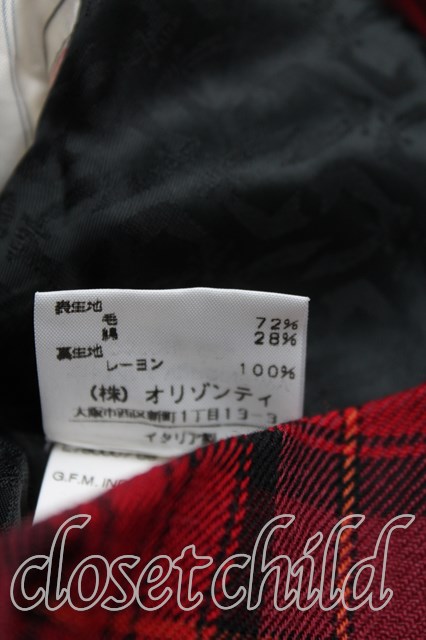 表生地
毛 72%
綿 28%
裏生地
レーヨン 100%
(株) オリゾンティ
大阪市西区新町1丁目13-3
イタリア製
G.F.M. IN
closetchild